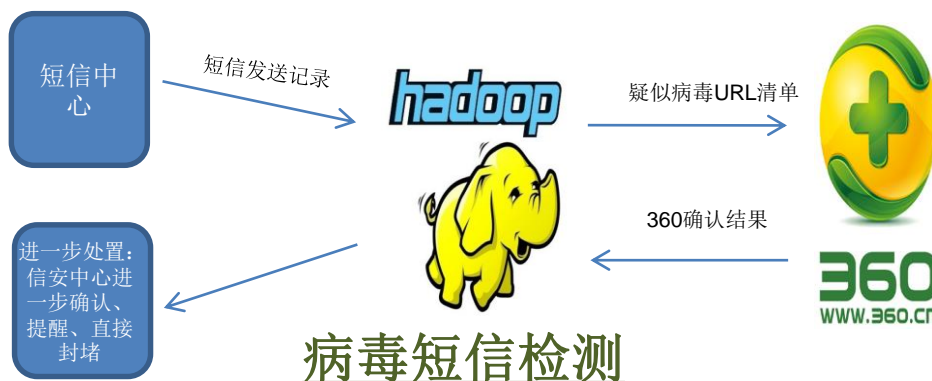 短信中
心
短信发送记录
hadoop
疑似病毒URL清单
360确认结果
进一步处置：
信安中心进
一步确认、
提醒、直接
封堵
360
www.360.cn
病毒短信检测